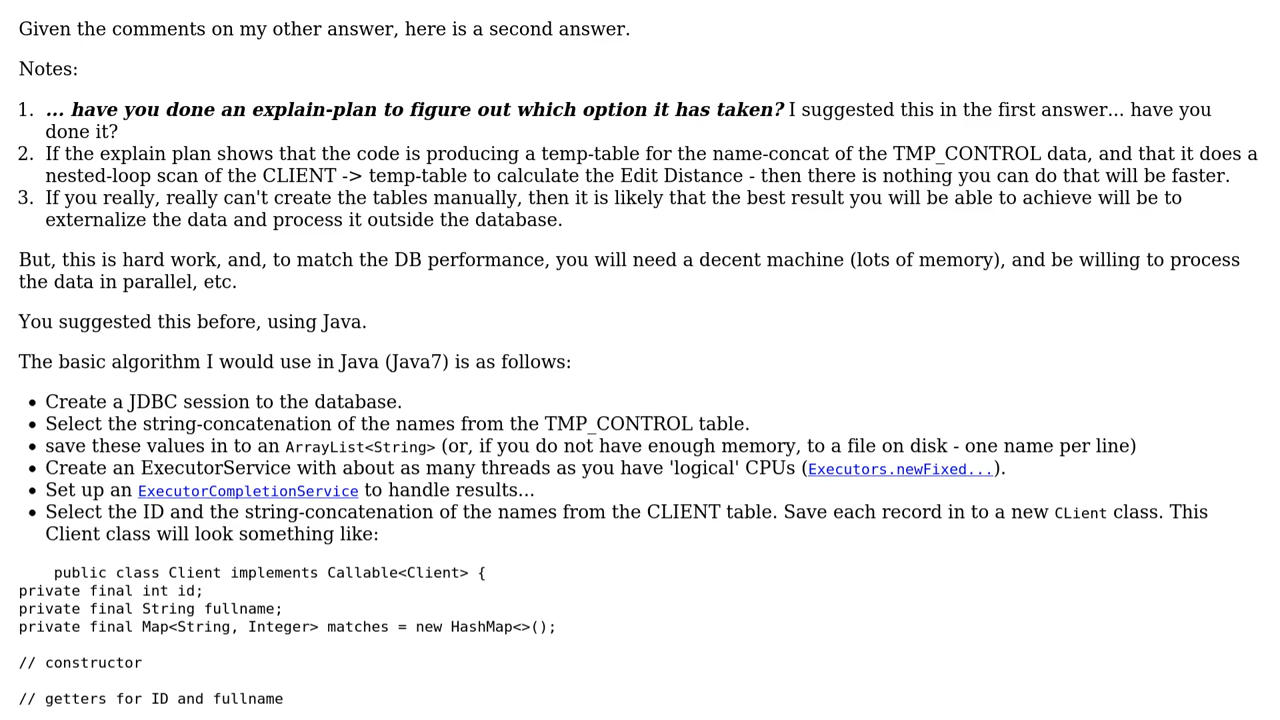 Given the comments on my other answer, here is a second answer.
Notes:
1. ... have you done an explain-plan to figure out which option it has taken? I suggested this in the first answer... have you
done it?
2. If the explain plan shows that the code is producing a temp-table for the name-concat of the TMP_CONTROL data, and that it does a
nested-loop scan of the CLIENT -> temp-table to calculate the Edit Distance - then there is nothing you can do that will be faster.
3. If you really, really can't create the tables manually, then it is likely that the best result you will be able to achieve will be to
externalize the data and process it outside the database.
But, this is hard work, and, to match the DB performance, you will need a decent machine (lots of memory), and be willing to process
the data in parallel, etc.
You suggested this before, using Java.
The basic algorithm I would use in Java (Java7) is as follows:
• Create a JDBC session to the database.
• Select the string-concatenation of the names from the TMP_CONTROL table.
• save these values in to an ArrayList<String> (or, if you do not have enough memory, to a file on disk - one name per line)
• Create an ExecutorService with about as many threads as you have 'logical' CPUs (Executors.newFixed...).
• Set up an ExecutorCompletionService to handle results...
• Select the ID and the string-concatenation of the names from the CLIENT table. Save each record in to a new CLient class. This
Client class will look something like:
public class Client implements Callable<Client> {
private final int id;
private final String fullname;
private final Map<String, Integer> matches = new HashMap<>();
// constructor
// getters for ID and fullname